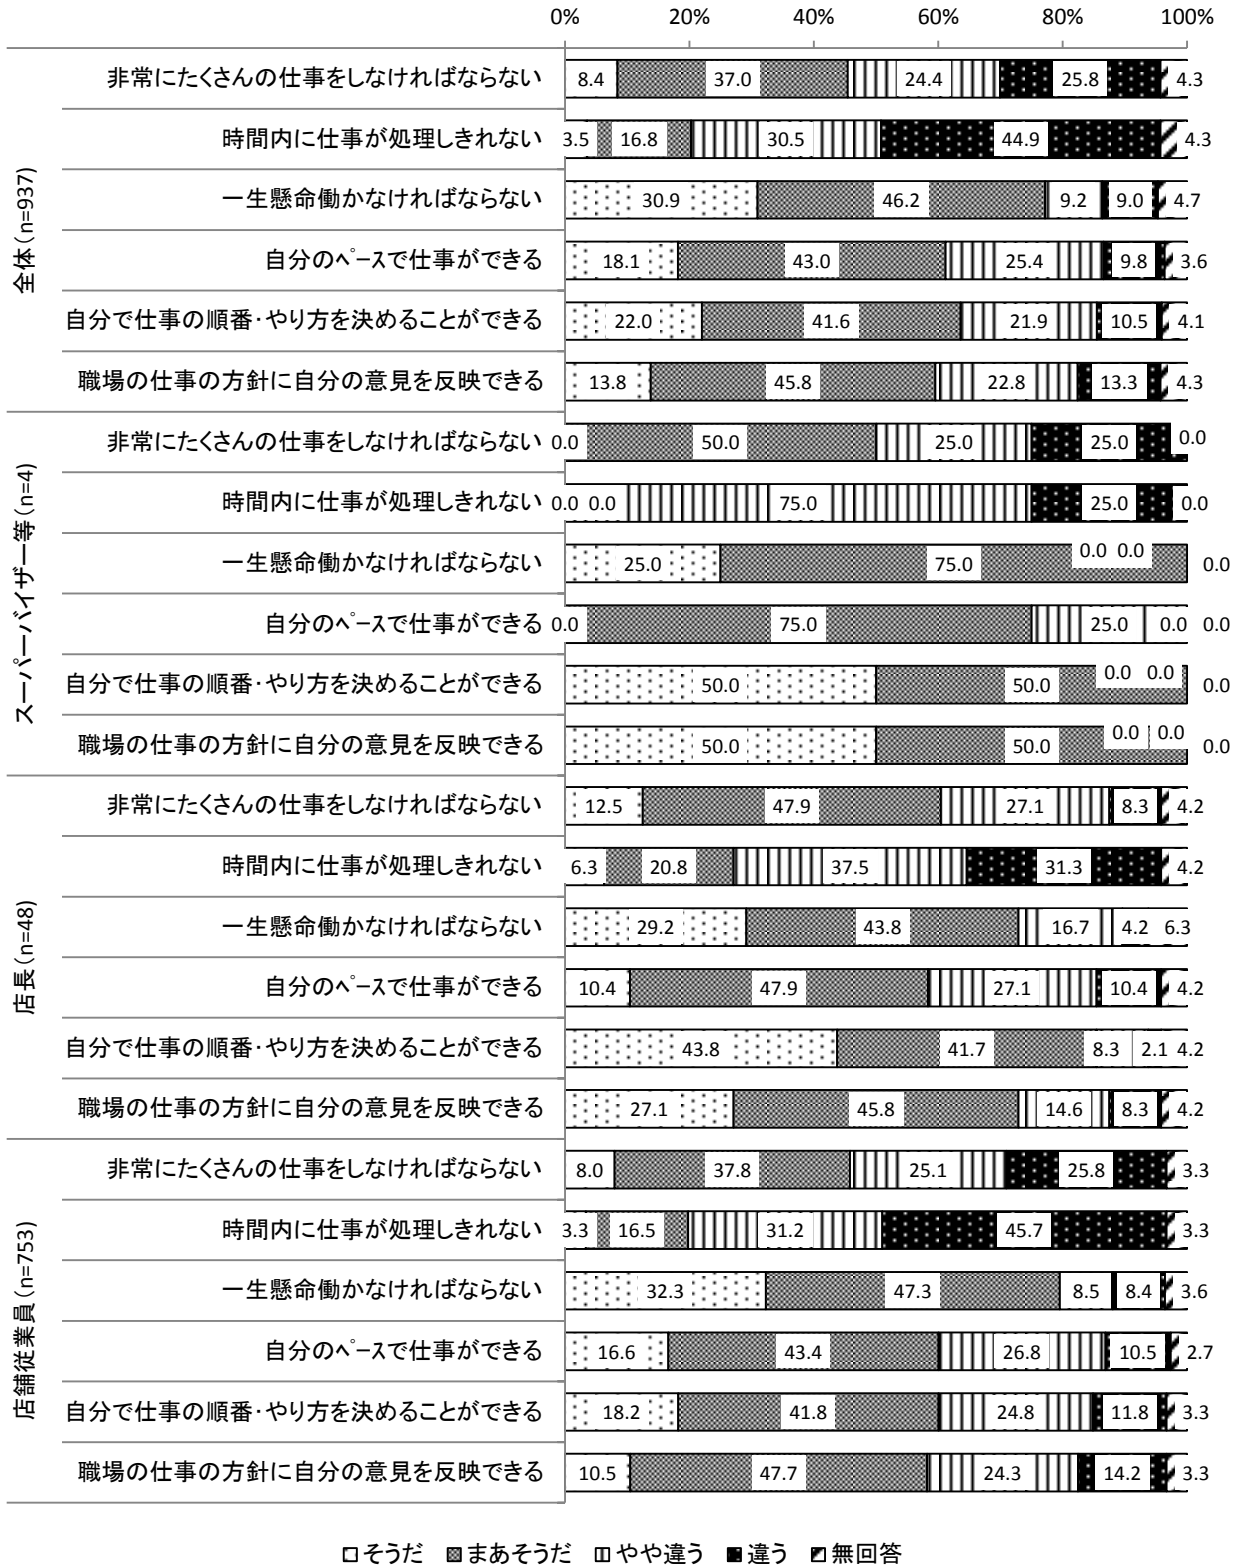 0% 20% 40% 60% 80% 100%
全体(n=937)
非常にたくさんの仕事をしなければならない 8.4 37.0 24.4 25.8 4.3
時間内に仕事が処理しきれない 3.5 16.8 30.5 44.9 4.3
一生懸命働かなければならない 30.9 46.2 9.2 9.0 4.7
自分のペースで仕事ができる 18.1 43.0 25.4 9.8 3.6
自分で仕事の順番・やり方を決めることができる 22.0 41.6 21.9 10.5 4.1
職場の仕事の方針に自分の意見を反映できる 13.8 45.8 22.8 13.3 4.3
スーパーバイザー等(n=4)
非常にたくさんの仕事をしなければならない 0.0 50.0 25.0 25.0 0.0
時間内に仕事が処理しきれない 0.0 0.0 75.0 25.0 0.0
一生懸命働かなければならない 25.0 75.0 0.0 0.0 0.0
自分のペースで仕事ができる 0.0 75.0 25.0 0.0 0.0
自分で仕事の順番・やり方を決めることができる 50.0 50.0 0.0 0.0 0.0
職場の仕事の方針に自分の意見を反映できる 50.0 50.0 0.0 0.0 0.0
店長(n=48)
非常にたくさんの仕事をしなければならない 12.5 47.9 27.1 8.3 4.2
時間内に仕事が処理しきれない 6.3 20.8 37.5 31.3 4.2
一生懸命働かなければならない 29.2 43.8 16.7 4.2 6.3
自分のペースで仕事ができる 10.4 47.9 27.1 10.4 4.2
自分で仕事の順番・やり方を決めることができる 43.8 41.7 8.3 2.1 4.2
職場の仕事の方針に自分の意見を反映できる 27.1 45.8 14.6 8.3 4.2
店舗従業員(n=753)
非常にたくさんの仕事をしなければならない 8.0 37.8 25.1 25.8 3.3
時間内に仕事が処理しきれない 3.3 16.5 31.2 45.7 3.3
一生懸命働かなければならない 32.3 47.3 8.5 8.4 3.6
自分のペースで仕事ができる 16.6 43.4 26.8 10.5 2.7
自分で仕事の順番・やり方を決めることができる 18.2 41.8 24.8 11.8 3.3
職場の仕事の方針に自分の意見を反映できる 10.5 47.7 24.3 14.2 3.3
そうだ まあそうだ やや違う 違う 無回答